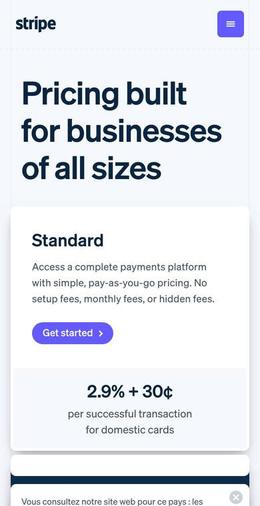 stripe
Pricing built
for businesses
of all sizes
Standard
Access a complete payments platform
with simple, pay-as-you-go pricing. No
setup fees, monthly fees, or hidden fees.
Get started
2.9% + 30¢
per successful transaction
for domestic cards
Vous consultez notre site web pour ce pays : les